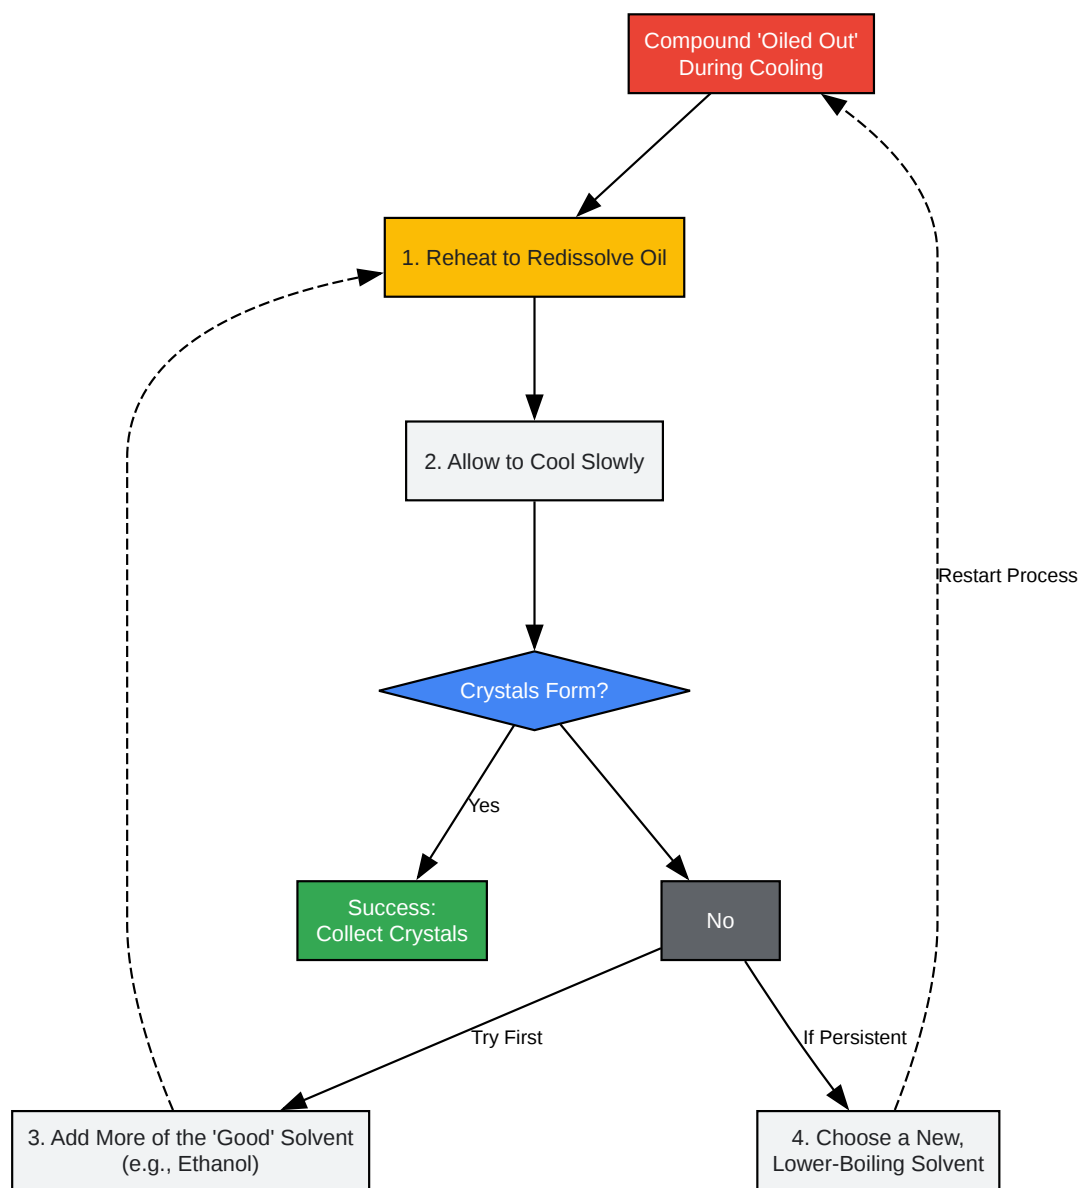 Compound 'Oiled Out'
During Cooling
1. Reheat to Redissolve Oil
2. Allow to Cool Slowly
Restart Process
Crystals Form?
Yes
Success:
Collect Crystals
No
Try First
If Persistent
3. Add More of the 'Good' Solvent
(e.g., Ethanol)
4. Choose a New,
Lower-Boiling Solvent